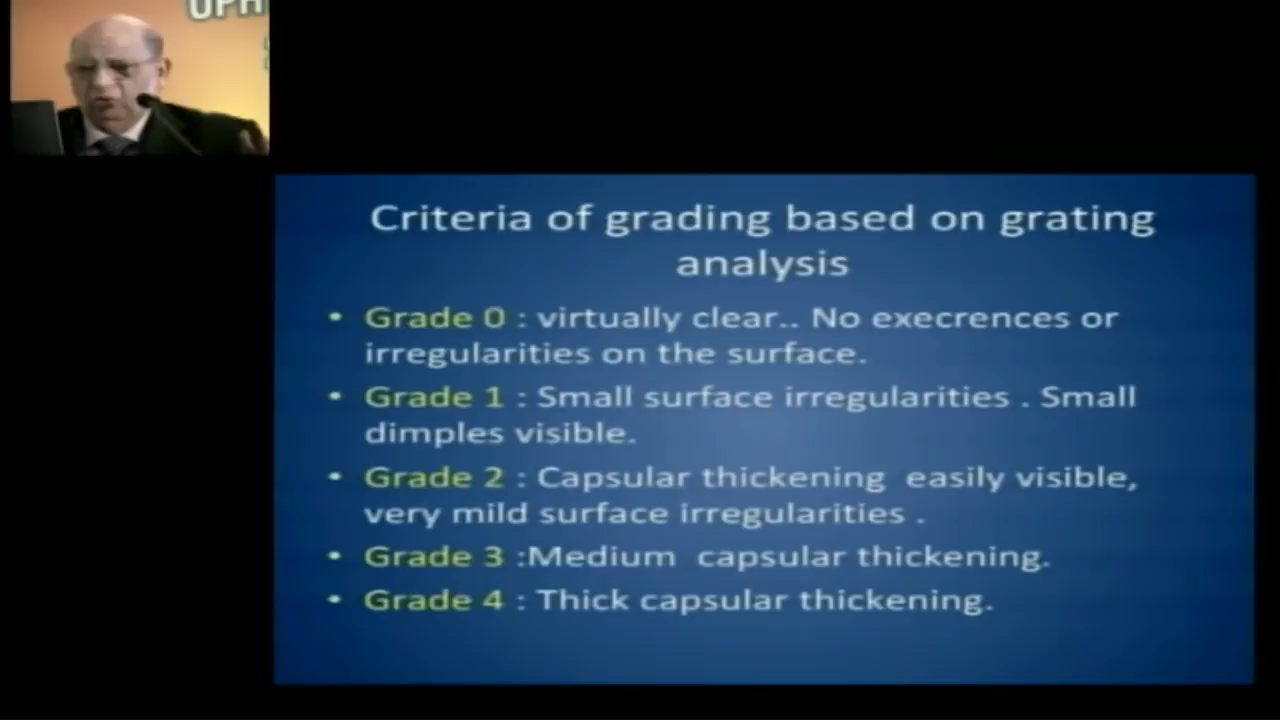 UPH
Criteria of grading based on grating
analysis
• Grade 0 : virtually clear.. No execrences or
irregularities on the surface.
• Grade 1 : Small surface irregularities . Small
dimples visible.
• Grade 2 : Capsular thickening easily visible,
very mild surface irregularities .
• Grade 3 :Medium capsular thickening.
• Grade 4 : Thick capsular thickening.